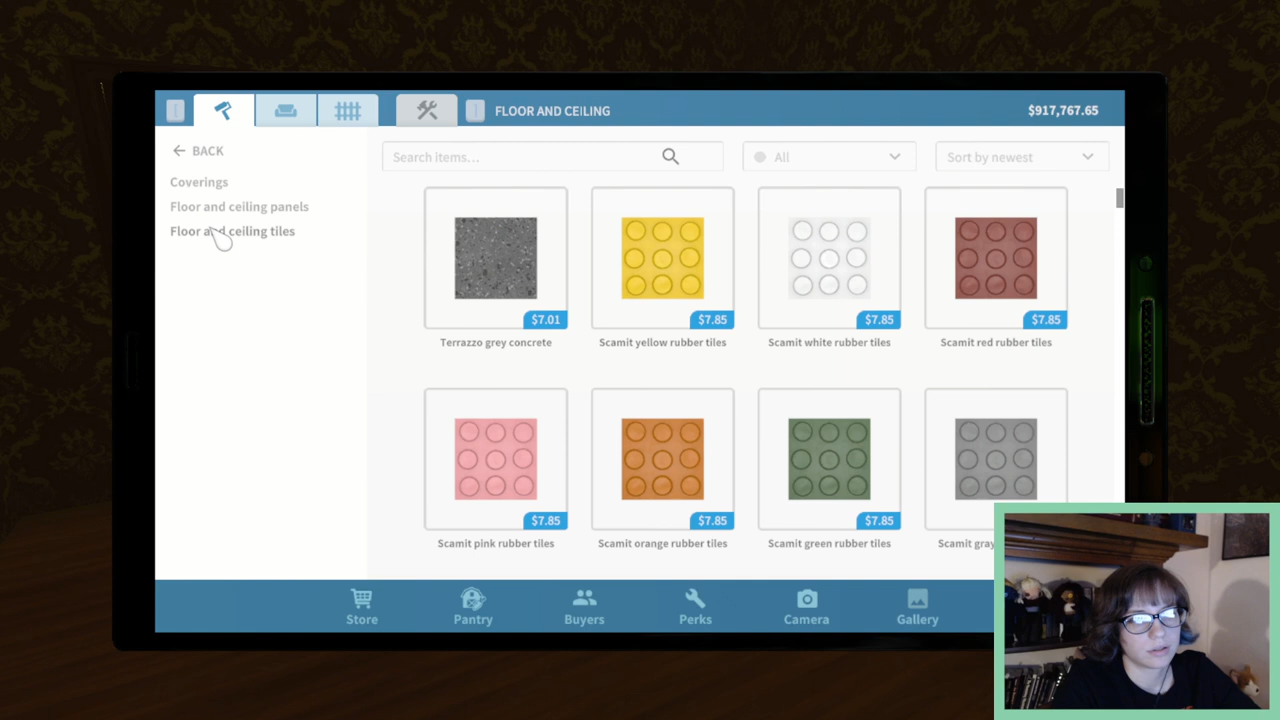 FLOOR AND CEILING
$917,767.65
BACK
Search items...
All
Sort by newest
Coverings
Floor and ceiling panels
Floor and ceiling tiles
$7.01
$7.85
$7.85
$7.85
Terrazzo grey concrete
Scamit yellow rubber tiles
Scamit white rubber tiles
Scamit red rubber tiles
$7.85
$7.85
$7.85
Scamit pink rubber tiles
Scamit orange rubber tiles
Scamit green rubber tiles
Scamit gray
Store
Pantry
Buyers
Perks
Camera
Gallery